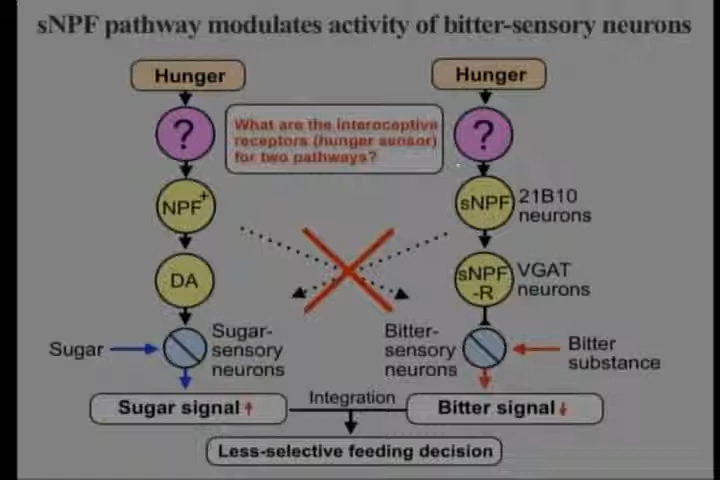 sNPF pathway modulates activity of bitter-sensory neurons
Hunger
Hunger
?
What are the interoceptive
receptors (hunger sensor)
for two pathways?
?
NPF+
sNPF
21B10
neurons
DA
sNPF
-R
VGAT
neurons
Sugar
Sugar-
sensory
neurons
Bitter-
sensory
neurons
Bitter
substance
Sugar signal↑
Integration
Bitter signal↓
Less-selective feeding decision